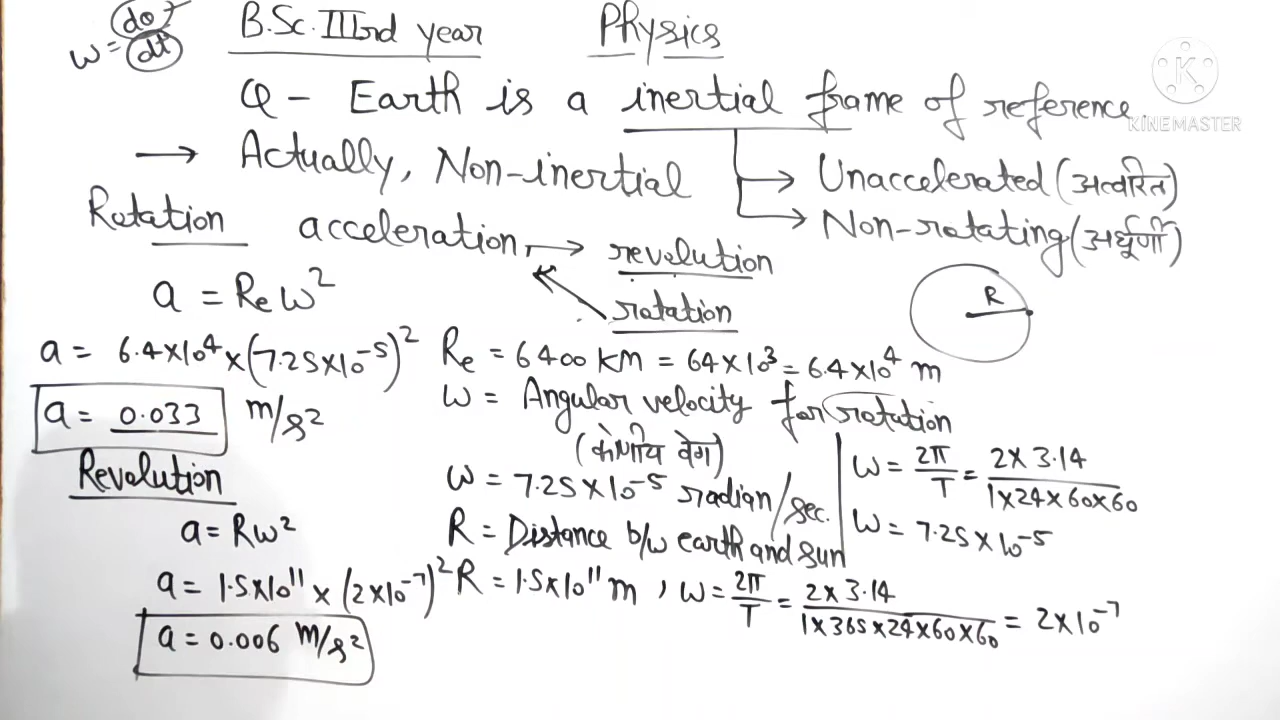 ω = dθ/dt
B.Sc. IIIrd year Physics
Q - Earth is a inertial frame of reference
KINEMASTER
→ Actually, Non-inertial
→ Unaccelerated (अत्वरित)
→ Non-rotating (अघूर्णी)
Rotation acceleration → revolution
rotation
a = Re ω²
R
a = 6.4×10⁴ × (7.25×10⁻⁵)²
Re = 6400 KM = 64×10³ = 6.4×10⁴ m
a = 0.033 m/s²
ω = Angular velocity for rotation
(कोणीय वेग)
ω = 7.25×10⁻⁵ radian/sec.
ω = 2π/T = 2×3.14/1×24×60×60
ω = 7.25×10⁻⁵
Revolution
a = Rω²
R = Distance b/w earth and sun
a = 1.5×10¹¹ × (2×10⁻⁷)²
R = 1.5×10¹¹ m , ω = 2π/T = 2×3.14/1×365×24×60×60 = 2×10⁻⁷
a = 0.006 m/s²